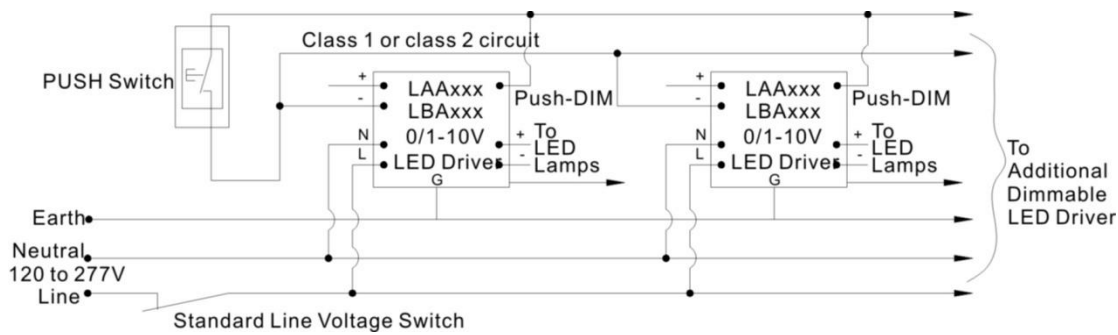 Class 1 or class 2 circuit
PUSH Switch
+ LAAxxx
- LBAxxx
Push-DIM
N 0/1-10V + To
LED
L LED Driver - Lamps
G
+ LAAxxx
- LBAxxx
Push-DIM
N 0/1-10V + To
LED
L LED Driver - Lamps
G
To
Additional
Dimmable
LED Driver
Earth
Neutral
120 to 277V
Line
Standard Line Voltage Switch